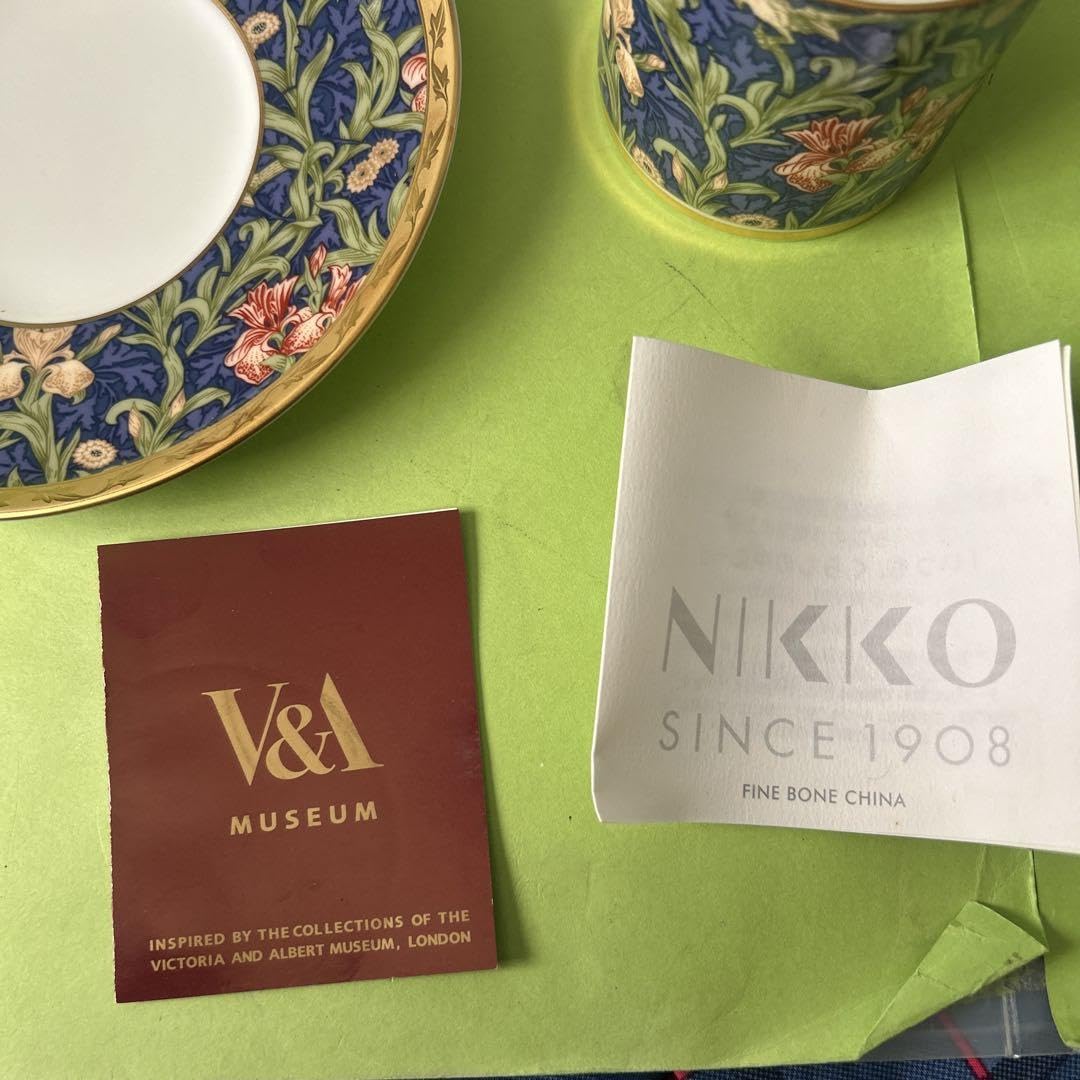 V&A
MUSEUM
INSPIRED BY THE COLLECTIONS OF THE
VICTORIA AND ALBERT MUSEUM, LONDON
NIKKO
SINCE 1908
FINE BONE CHINA